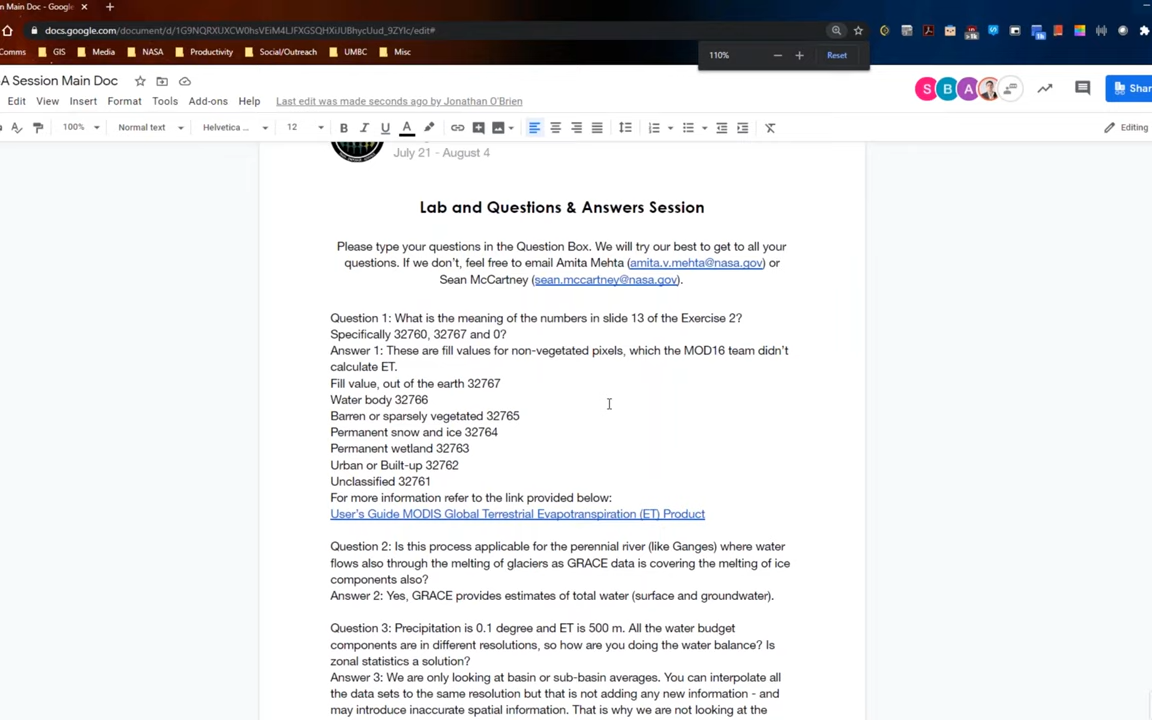 n Main Doc - Google
docs.google.com/document/d/1G9NQRXUXCW0hsVEiM4LJFXGSQHXiUBhycUud_9ZYIc/edit#
Comms GIS Media NASA Productivity Social/Outreach UMBC Misc
110% Reset
A Session Main Doc
Edit View Insert Format Tools Add-ons Help Last edit was made seconds ago by Jonathan O'Brien
S B A Shar
100% Normal text Helvetica ... 12 B I U A Editing
July 21 - August 4
Lab and Questions & Answers Session
Please type your questions in the Question Box. We will try our best to get to all your
questions. If we don't, feel free to email Amita Mehta (amita.v.mehta@nasa.gov) or
Sean McCartney (sean.mccartney@nasa.gov).
Question 1: What is the meaning of the numbers in slide 13 of the Exercise 2?
Specifically 32760, 32767 and 0?
Answer 1: These are fill values for non-vegetated pixels, which the MOD16 team didn't
calculate ET.
Fill value, out of the earth 32767
Water body 32766
Barren or sparsely vegetated 32765
Permanent snow and ice 32764
Permanent wetland 32763
Urban or Built-up 32762
Unclassified 32761
For more information refer to the link provided below:
User's Guide MODIS Global Terrestrial Evapotranspiration (ET) Product
Question 2: Is this process applicable for the perennial river (like Ganges) where water
flows also through the melting of glaciers as GRACE data is covering the melting of ice
components also?
Answer 2: Yes, GRACE provides estimates of total water (surface and groundwater).
Question 3: Precipitation is 0.1 degree and ET is 500 m. All the water budget
components are in different resolutions, so how are you doing the water balance? Is
zonal statistics a solution?
Answer 3: We are only looking at basin or sub-basin averages. You can interpolate all
the data sets to the same resolution but that is not adding any new information - and
may introduce inaccurate spatial information. That is why we are not looking at the